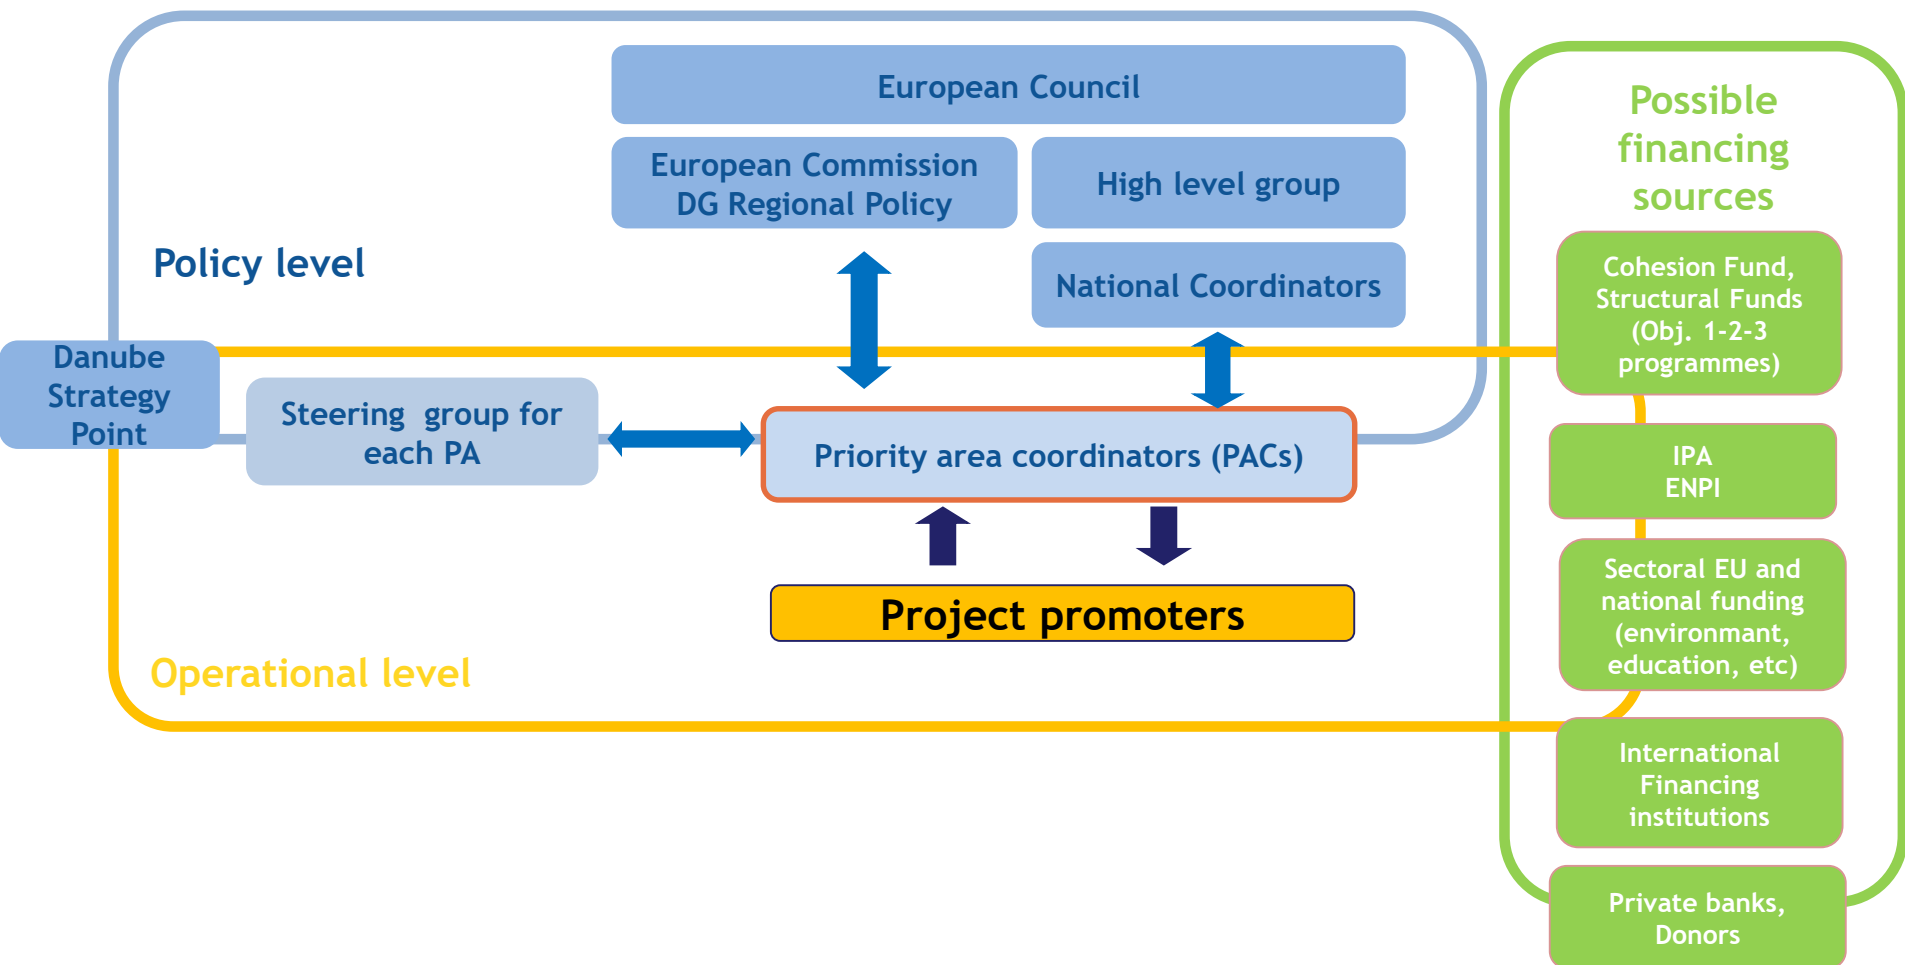 European Council
European Commission
DG Regional Policy
High level group
National Coordinators
Policy level
Danube
Strategy
Point
Steering group for
each PA
Priority area coordinators (PACs)
Project promoters
Operational level
Possible
financing
sources
Cohesion Fund,
Structural Funds
(Obj. 1-2-3
programmes)
IPA
ENPI
Sectoral EU and
national funding
(environmant,
education, etc)
International
Financing
institutions
Private banks,
Donors